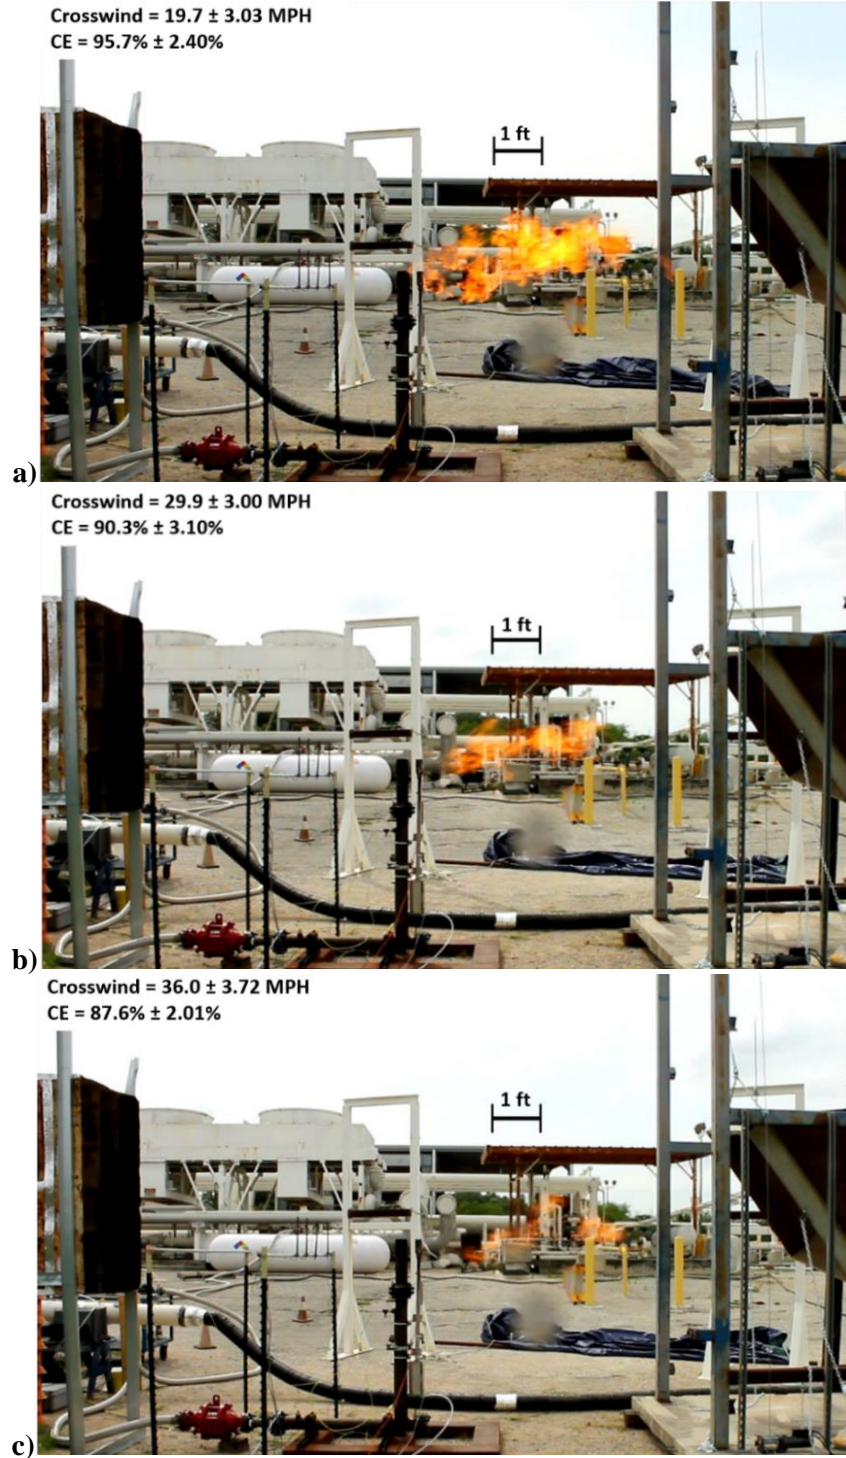 Crosswind = 19.7 ± 3.03 MPH
CE = 95.7% ± 2.40%
1 ft
a)
Crosswind = 29.9 ± 3.00 MPH
CE = 90.3% ± 3.10%
1 ft
b)
Crosswind = 36.0 ± 3.72 MPH
CE = 87.6% ± 2.01%
1 ft
c)